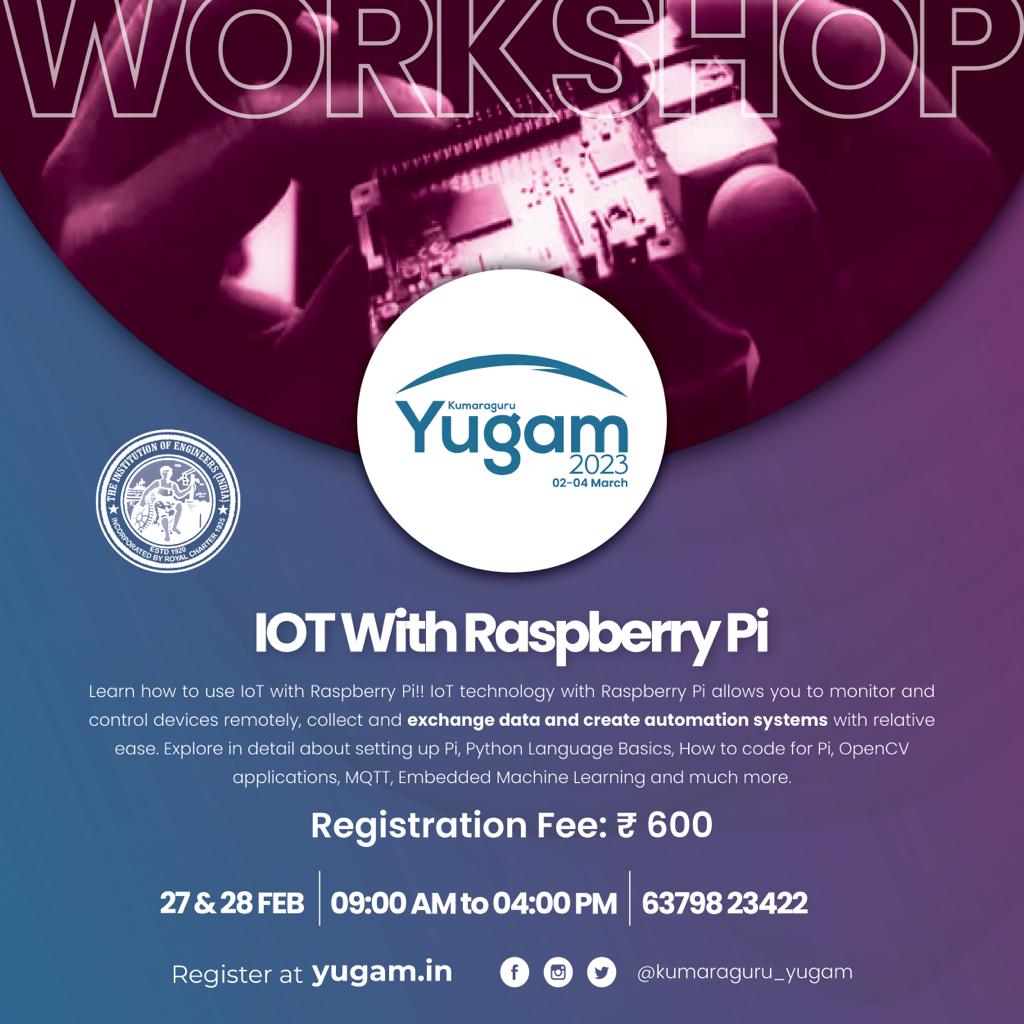 WORKSHOP
Kumaraguru
Yugam
2023
02-04 March
THE INSTITUTION OF ENGINEERS (INDIA)
ESTD 1920
INCORPORATED BY ROYAL CHARTER 1935
IOT With Raspberry Pi
Learn how to use IoT with Raspberry Pi!! IoT technology with Raspberry Pi allows you to monitor and
control devices remotely, collect and exchange data and create automation systems with relative
ease. Explore in detail about setting up Pi, Python Language Basics, How to code for Pi, OpenCV
applications, MQTT, Embedded Machine Learning and much more.
Registration Fee: ₹ 600
27 & 28 FEB 09:00 AM to 04:00 PM 63798 23422
Register at yugam.in @kumaraguru_yugam